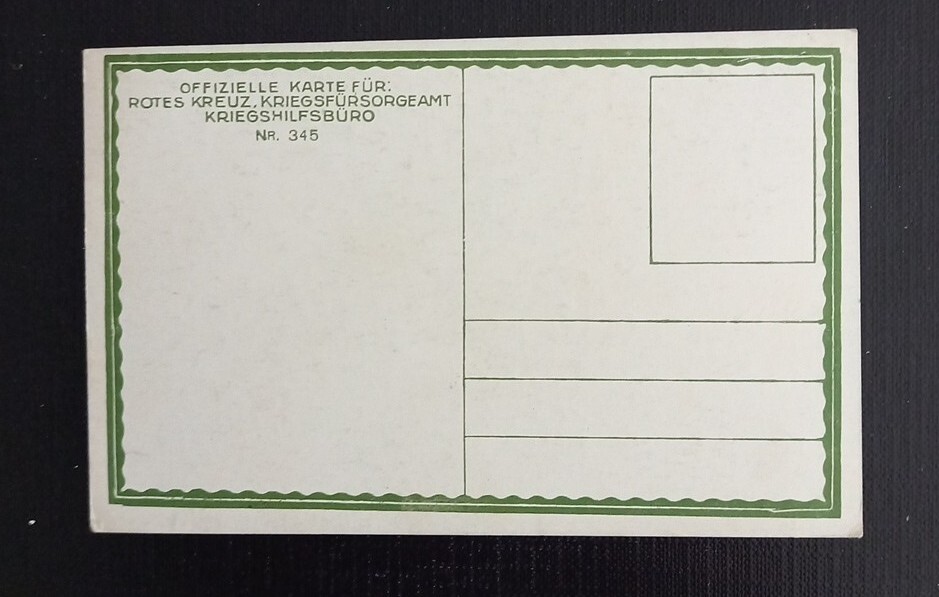 OFFIZIELLE KARTE FÜR:
ROTES KREUZ, KRIEGSFÜRSORGEAMT
KRIEGSHILFSBÜRO
NR. 345